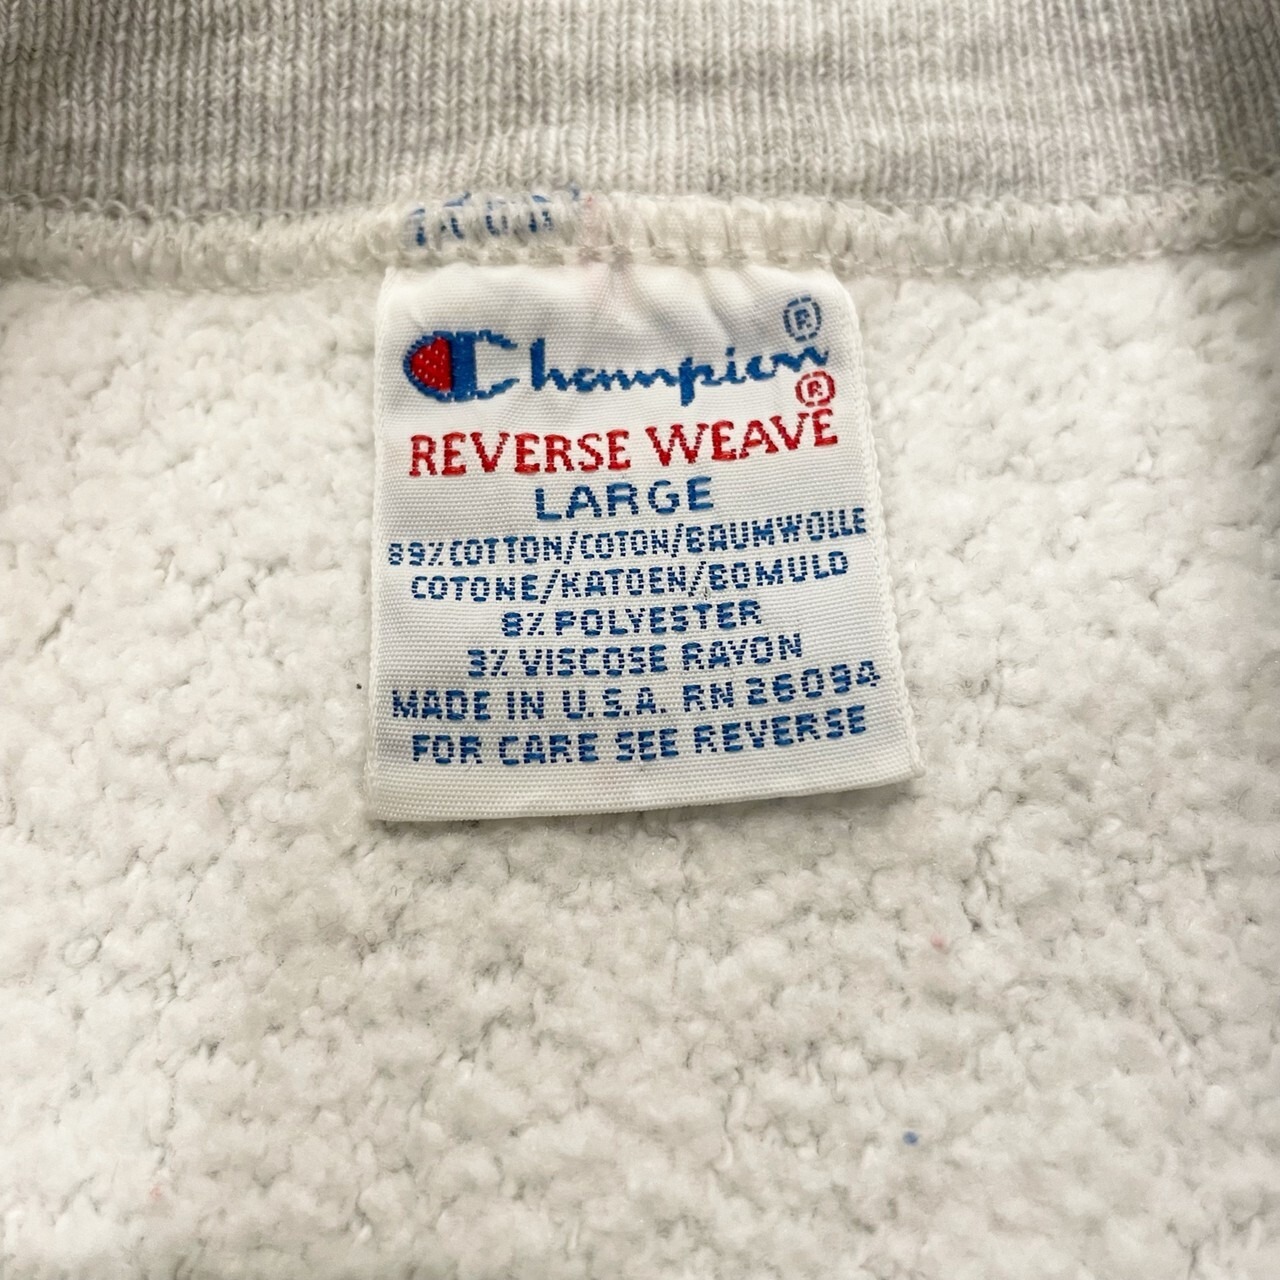 Champion®
REVERSE WEAVE®
LARGE
89% COTTON/COTON/BAUMWOLLE
COTONE/KATOEN/BOMULD
8% POLYESTER
3% VISCOSE RAYON
MADE IN U.S.A. RN 26094
FOR CARE SEE REVERSE